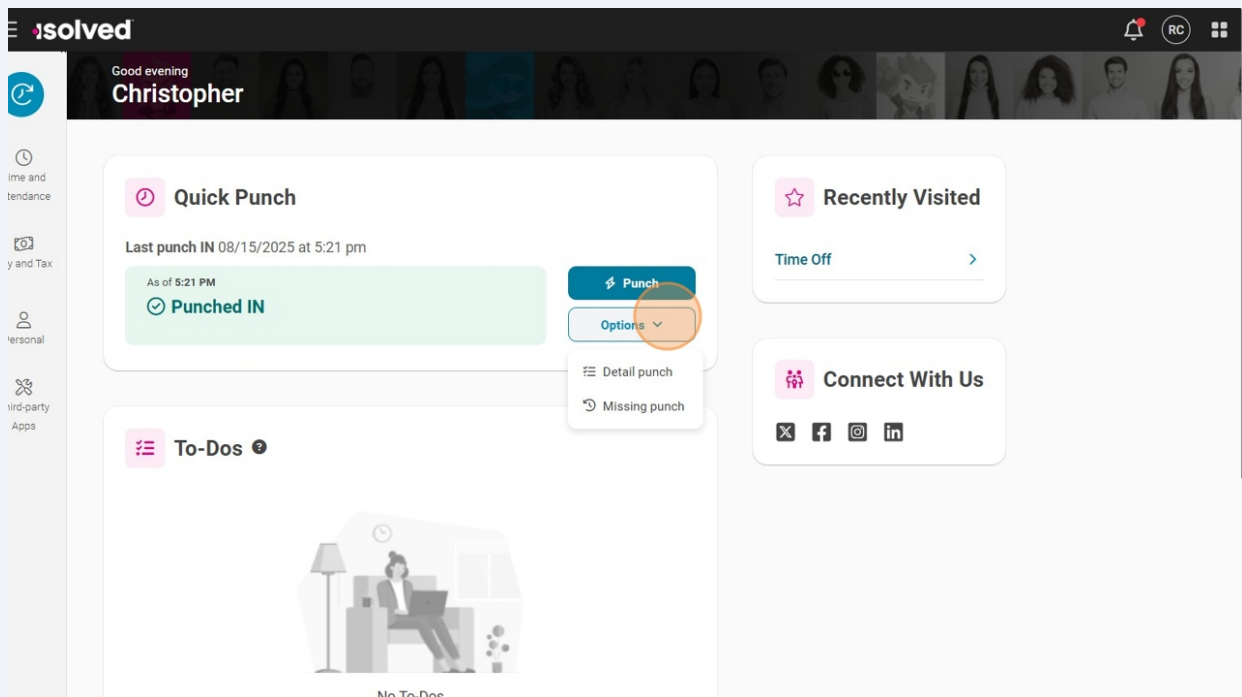 isolved
RC
Good evening
Christopher
ime and
tendance
y and Tax
Personal
hird-party
Apps
Quick Punch
Last punch IN 08/15/2025 at 5:21 pm
As of 5:21 PM
Punched IN
Punch
Options
Detail punch
Missing punch
To-Dos
No To-Dos
Recently Visited
Time Off
Connect With Us